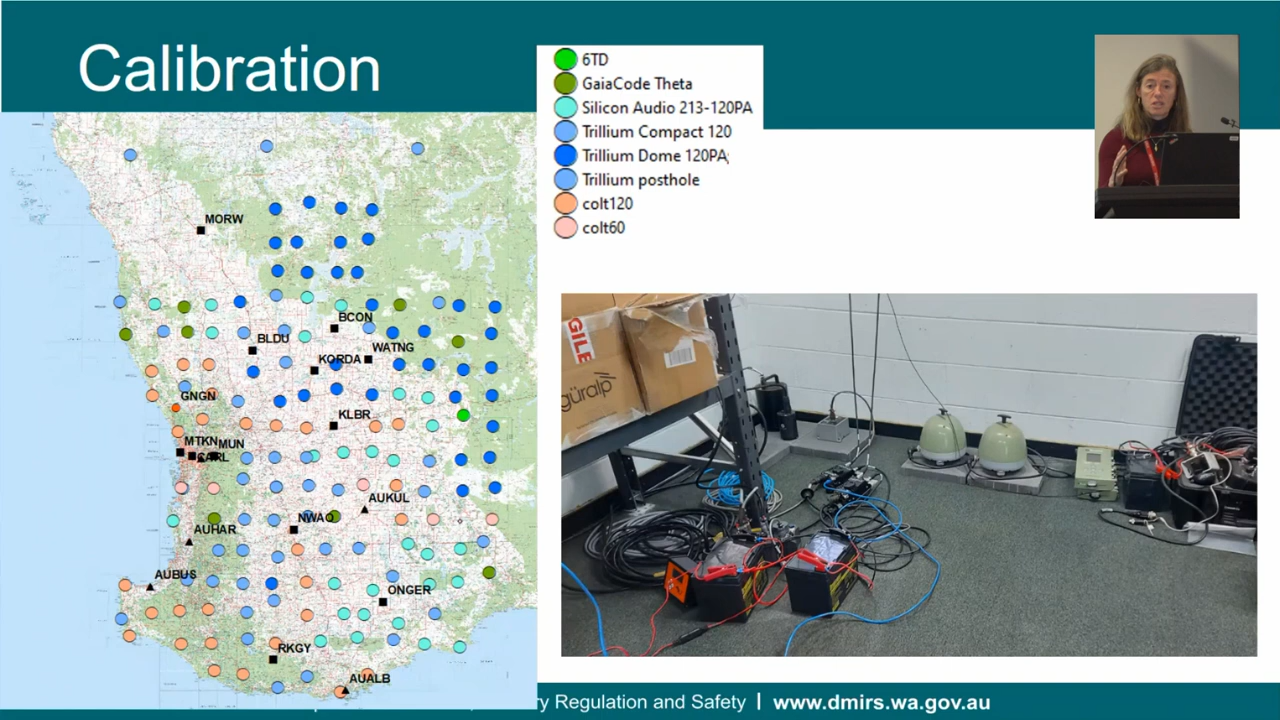 Calibration
6TD
GaiaCode Theta
Silicon Audio 213-120PA
Trillium Compact 120
Trillium Dome 120PA;
Trillium posthole
colt120
colt60
MORW
BCON
BLDU
WATNG
KORDA
GNGN
KLBR
MTKN
MUN
CARL
AUKUL
NWAO
AUHAR
AUBUS
ONGER
RKGY
AUALB
GILE
güralp
Regulation and Safety | www.dmirs.wa.gov.au